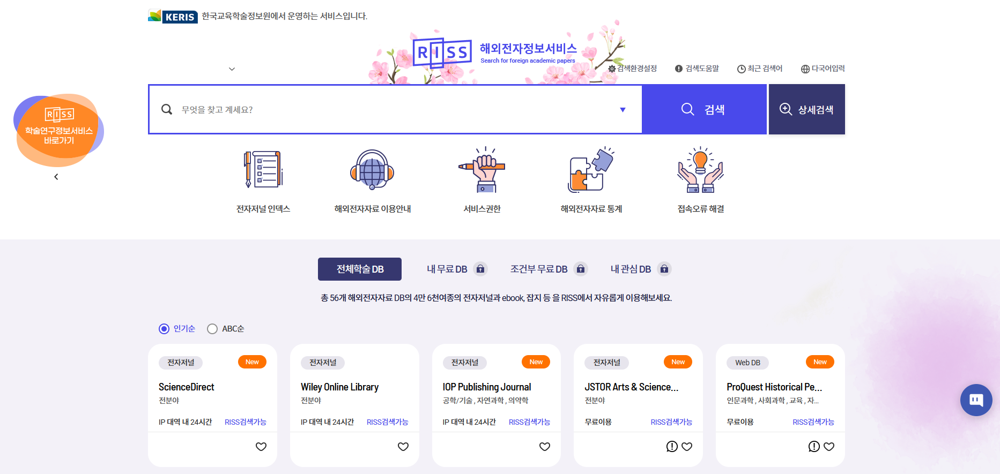 KERIS 한국교육학술정보원에서 운영하는 서비스입니다.
RISS 해외전자정보서비스
Search for foreign academic papers
검색환경설정 검색도움말 최근 검색어 다국어입력
RISS
학술연구정보서비스
바로가기
무엇을 찾고 계세요? 검색 상세검색
전자저널 인덱스 해외전자자료 이용안내 서비스권한 해외전자자료 통계 접속오류 해결
전체학술 DB 내 무료 DB 조건부 무료 DB 내 관심 DB
총 56개 해외전자자료 DB의 4만 6천여종의 전자저널과 ebook, 잡지 등 을 RISS에서 자유롭게 이용해보세요.
인기순 ABC순
전자저널 New
ScienceDirect
전분야
IP 대역 내 24시간 RISS검색가능
전자저널
Wiley Online Library
전분야
IP 대역 내 24시간 RISS검색가능
전자저널 New
IOP Publishing Journal
공학/기술 , 자연과학 , 의약학
IP 대역 내 24시간 RISS검색가능
전자저널 New
JSTOR Arts & Science...
전분야
무료이용 RISS검색가능
Web DB New
ProQuest Historical Pe...
인문과학 , 사회과학 , 교육 , 자...
무료이용 RISS검색가능